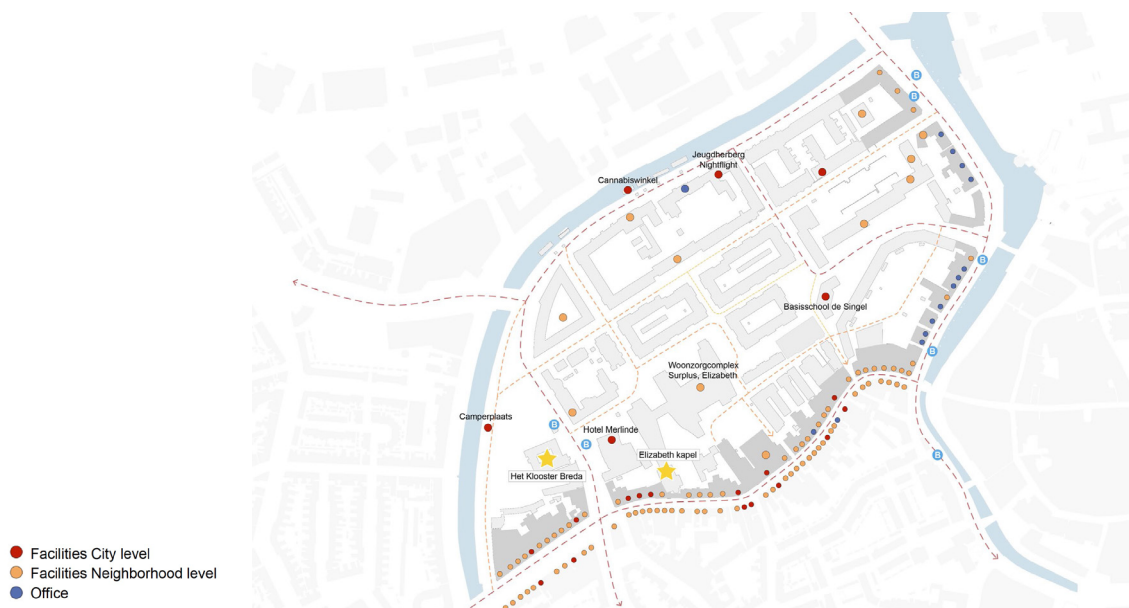 B
B
Jeugdherberg
Nightflight
Cannabiswinkel
B
Basisschool de Singel
B
Woonzorgcomplex
Surplus, Elizabeth
Camperplaats
B
Hotel Merlinde
B
Elizabeth kapel
B
Het Klooster Breda
Facilities City level
Facilities Neighborhood level
Office